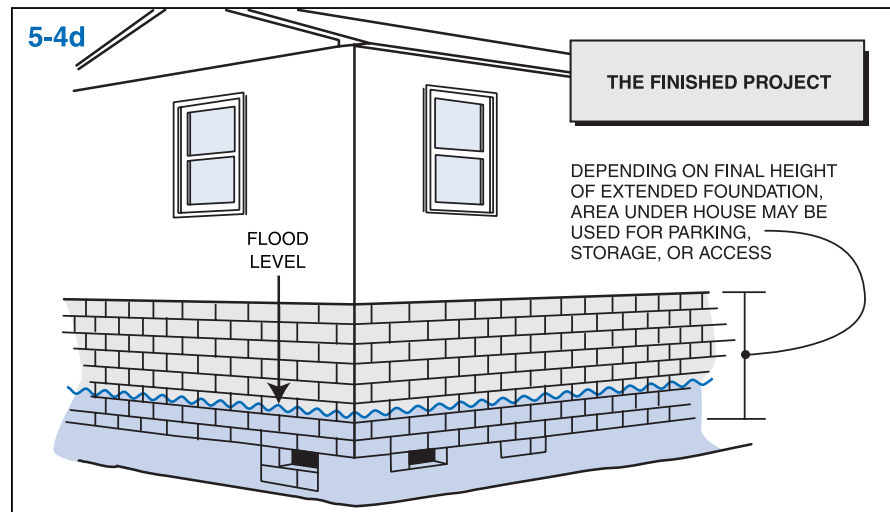 5-4d
THE FINISHED PROJECT
DEPENDING ON FINAL HEIGHT
OF EXTENDED FOUNDATION,
AREA UNDER HOUSE MAY BE
USED FOR PARKING,
STORAGE, OR ACCESS
FLOOD
LEVEL